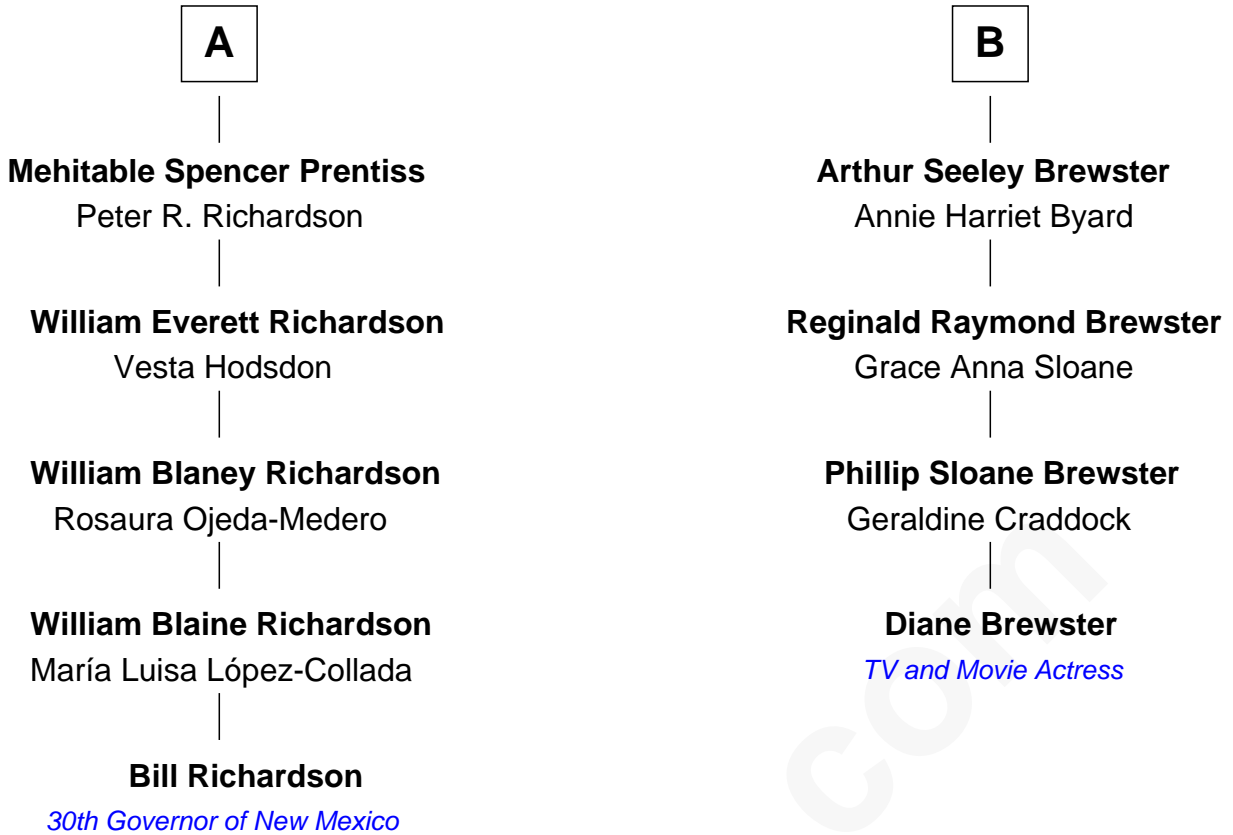 A
Mehitable Spencer Prentiss
Peter R. Richardson
William Everett Richardson
Vesta Hodsdon
William Blaney Richardson
Rosaura Ojeda-Medero
William Blaine Richardson
María Luisa López-Collada
Bill Richardson
30th Governor of New Mexico
B
Arthur Seeley Brewster
Annie Harriet Byard
Reginald Raymond Brewster
Grace Anna Sloane
Phillip Sloane Brewster
Geraldine Craddock
Diane Brewster
TV and Movie Actress
com